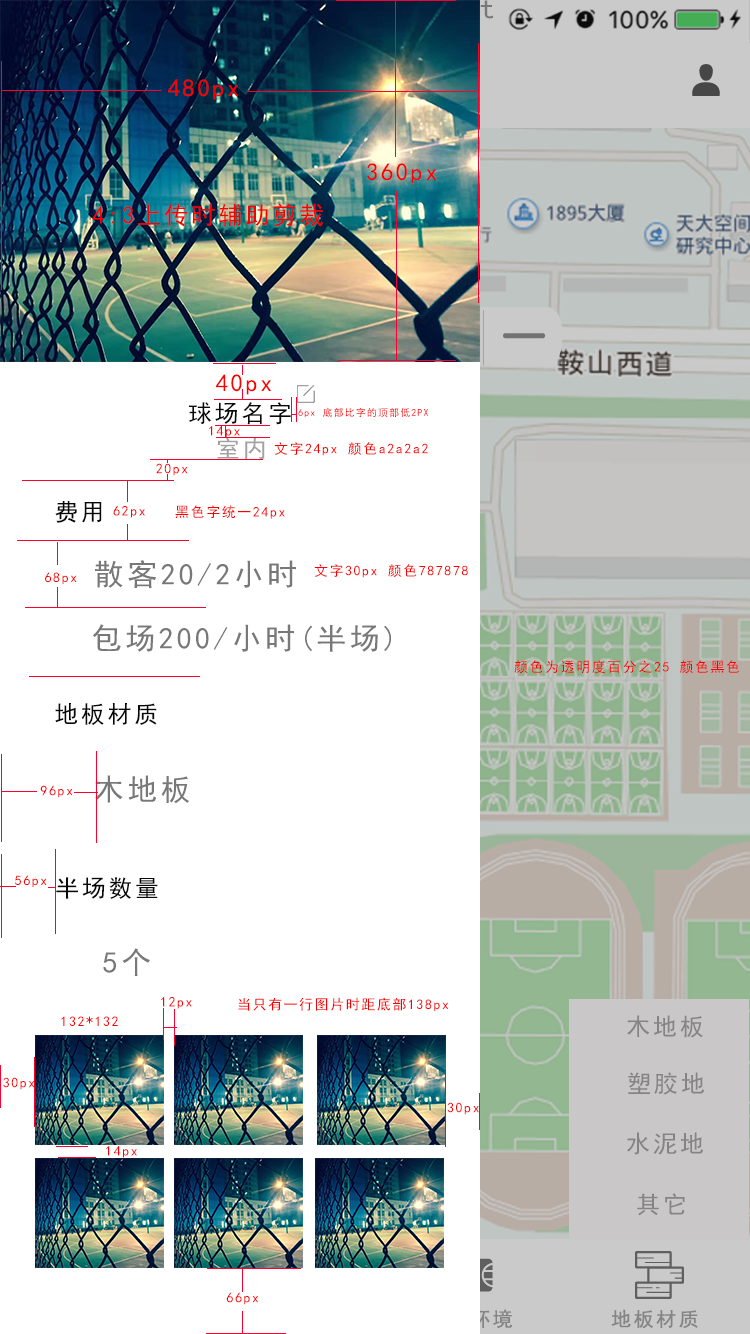 t
100%
480px
360px
4:3上传时辅助剪裁
1895大厦
天大空间
研究中心
行
鞍山西道
40px
球场名字
6px 底部比字的顶部低2PX
14px
室内
文字24px 颜色a2a2a2
20px
费用
62px
黑色字统一24px
68px
散客20/2小时
文字30px 颜色787878
包场200/小时(半场)
颜色为透明度百分之25 颜色黑色
地板材质
96px
木地板
56px
半场数量
5个
12px
当只有一行图片时距底部138px
132*132
30px
30px
14px
66px
木地板
塑胶地
水泥地
其它
环境
地板材质